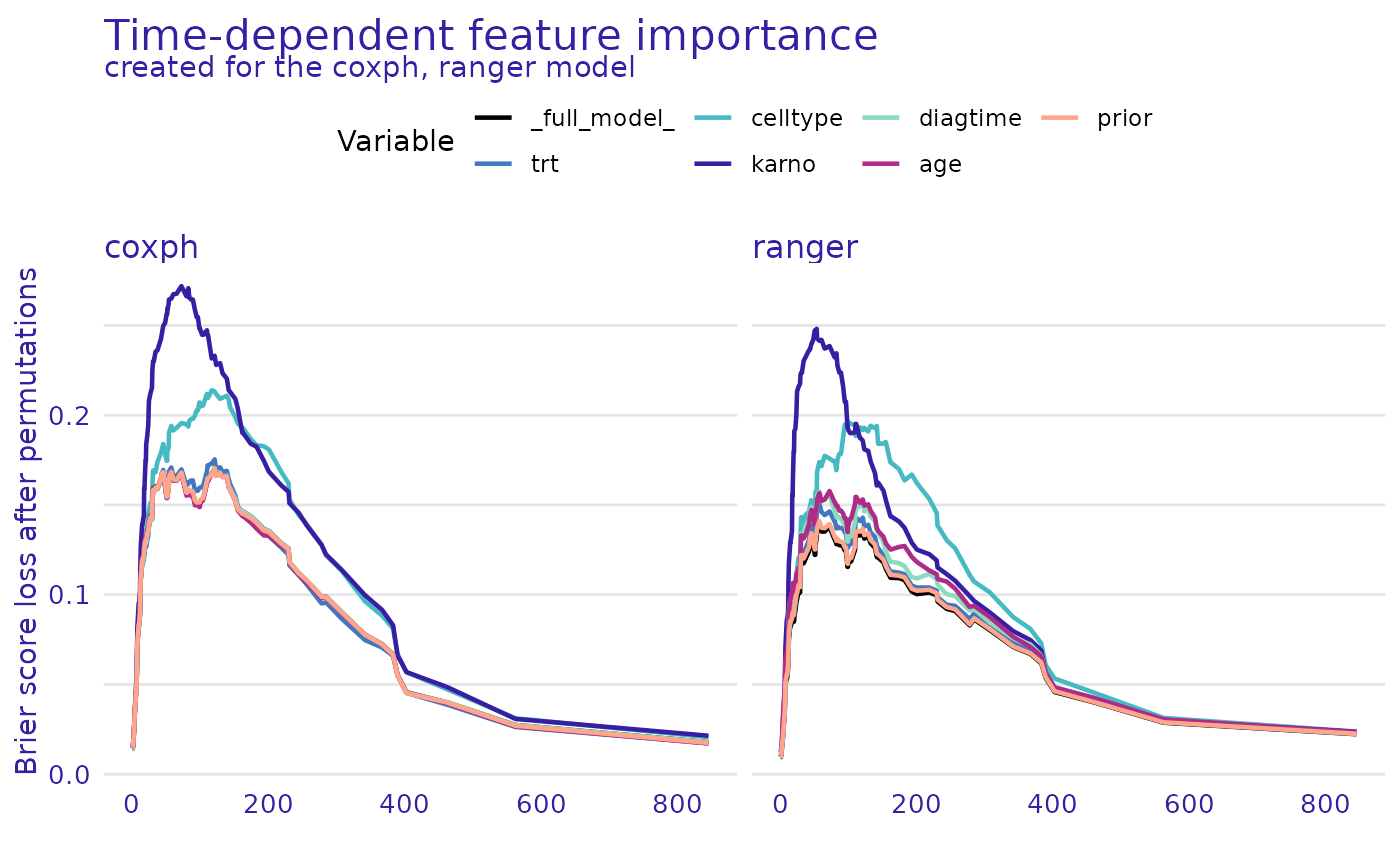 Time-dependent feature importance
created for the coxph, ranger model
Variable
_full_model_ celltype diagtime prior
trt karno age
coxph ranger
Brier score loss after permutations
0.2
0.1
0.0
0 200 400 600 800 0 200 400 600 800